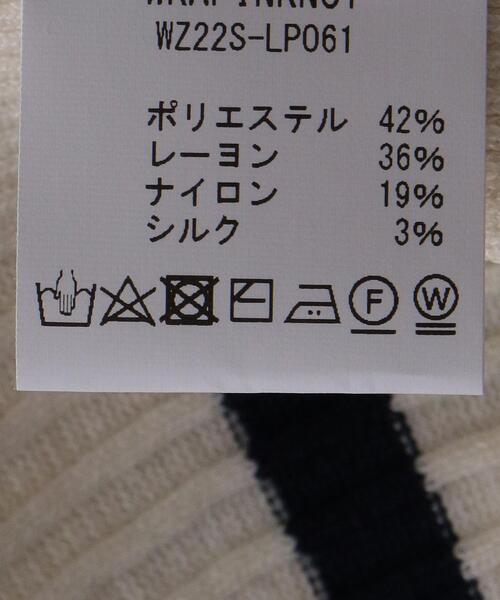 WZ22S-LP061
ポリエステル 42%
レーヨン 36%
ナイロン 19%
シルク 3%
F W